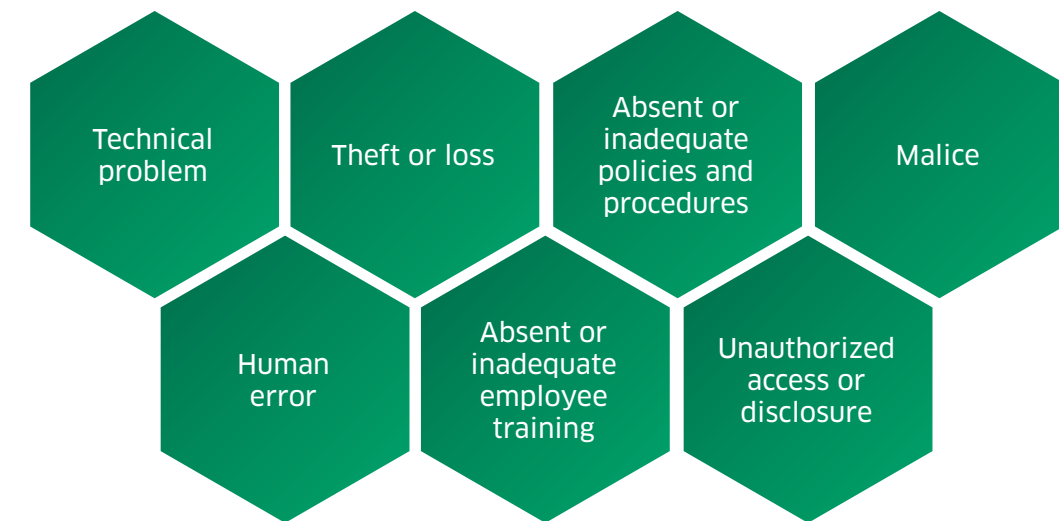 Technical
problem
Theft or loss
Absent or
inadequate
policies and
procedures
Malice
Human
error
Absent or
inadequate
employee
training
Unauthorized
access or
disclosure